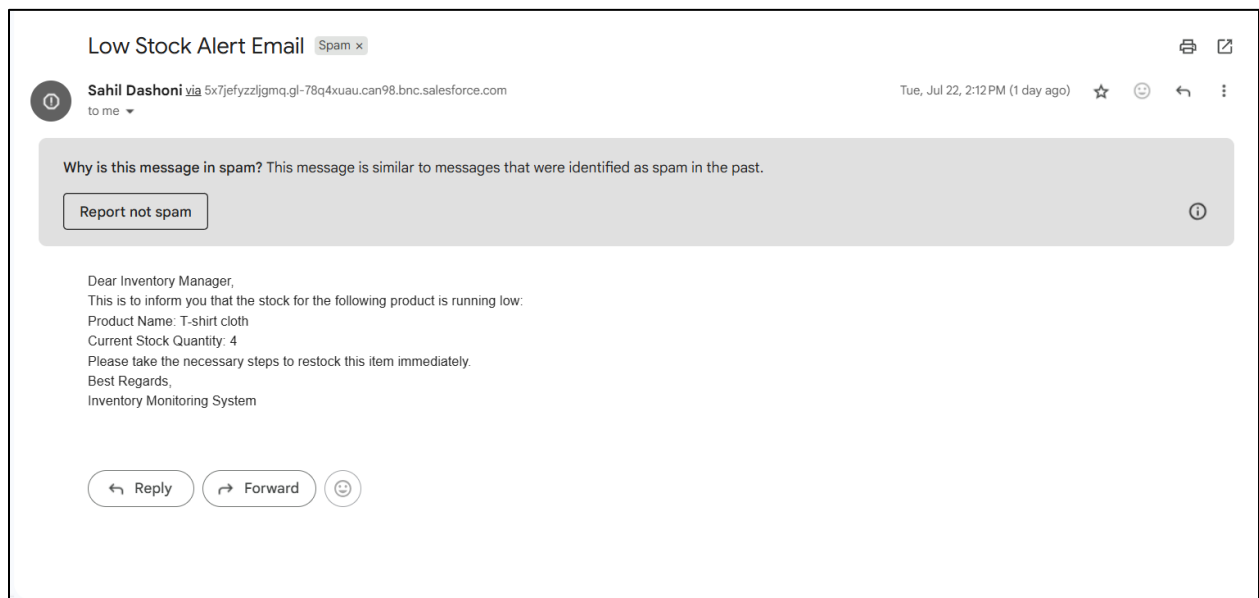 Low Stock Alert Email Spam ×
Sahil Dashoni via 5x7jefyzzljgmq.gl-78q4xuau.can98.bnc.salesforce.com Tue, Jul 22, 2:12 PM (1 day ago)
to me
Why is this message in spam? This message is similar to messages that were identified as spam in the past.
Report not spam
Dear Inventory Manager,
This is to inform you that the stock for the following product is running low:
Product Name: T-shirt cloth
Current Stock Quantity: 4
Please take the necessary steps to restock this item immediately.
Best Regards,
Inventory Monitoring System
Reply Forward